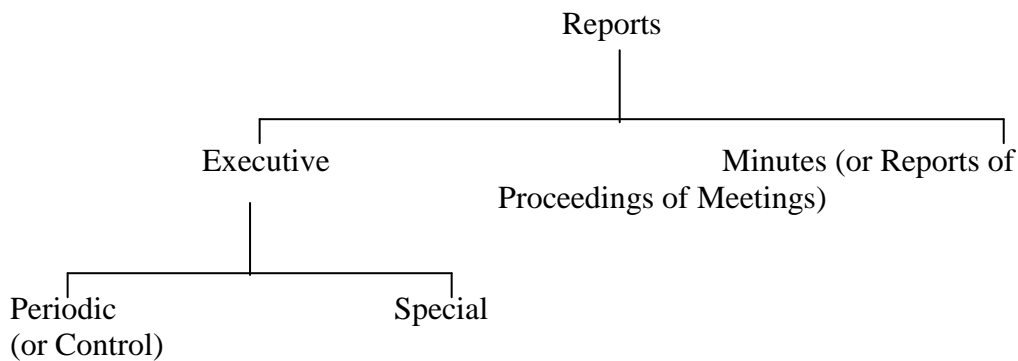 Reports
Executive Minutes (or Reports of
Proceedings of Meetings)
Periodic Special
(or Control)